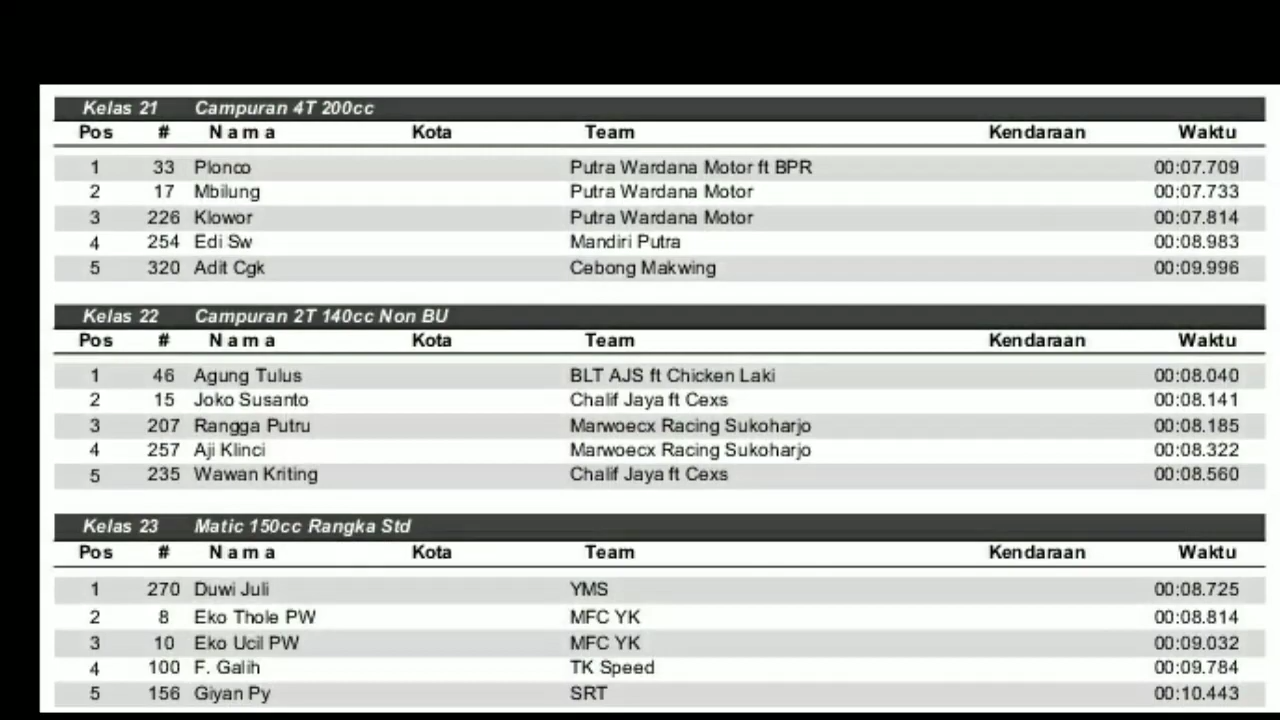 Kelas 21 Campuran 4T 200cc
Pos # Nama Kota Team Kendaraan Waktu
1 33 Plonco Putra Wardana Motor ft BPR 00:07.709
2 17 Mbilung Putra Wardana Motor 00:07.733
3 226 Klowor Putra Wardana Motor 00:07.814
4 254 Edi Sw Mandiri Putra 00:08.983
5 320 Adit Cgk Cebong Makwing 00:09.996
Kelas 22 Campuran 2T 140cc Non BU
Pos # Nama Kota Team Kendaraan Waktu
1 46 Agung Tulus BLT AJS ft Chicken Laki 00:08.040
2 15 Joko Susanto Chalif Jaya ft Cexs 00:08.141
3 207 Rangga Putru Marwoecx Racing Sukoharjo 00:08.185
4 257 Aji Klinci Marwoecx Racing Sukoharjo 00:08.322
5 235 Wawan Kriting Chalif Jaya ft Cexs 00:08.560
Kelas 23 Matic 150cc Rangka Std
Pos # Nama Kota Team Kendaraan Waktu
1 270 Duwi Juli YMS 00:08.725
2 8 Eko Thole PW MFC YK 00:08.814
3 10 Eko Ucil PW MFC YK 00:09.032
4 100 F. Galih TK Speed 00:09.784
5 156 Giyan Py SRT 00:10.443